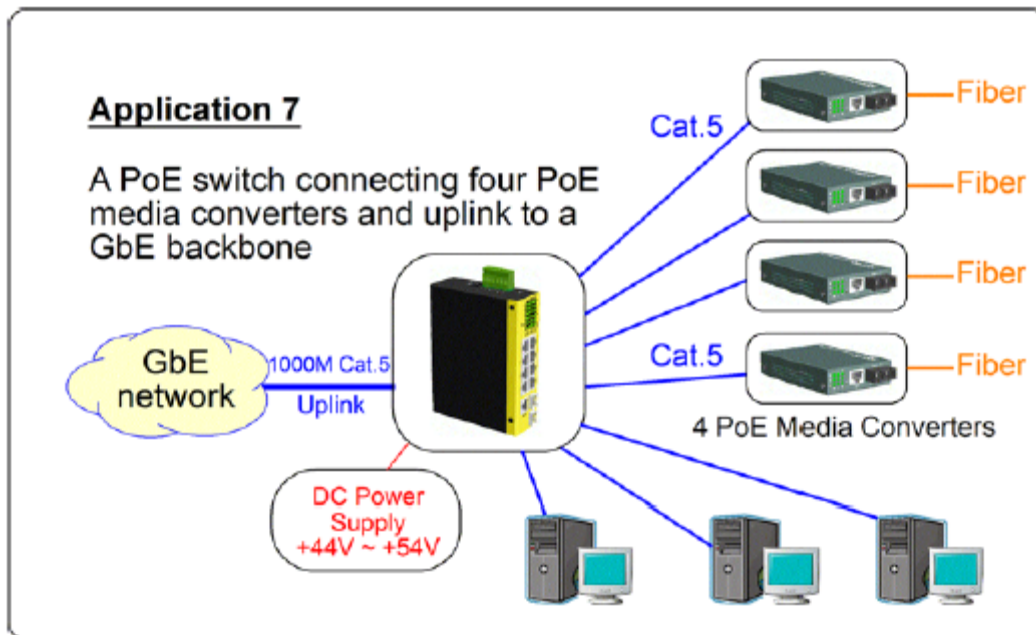 Application 7
A PoE switch connecting four PoE
media converters and uplink to a
GbE backbone
Cat.5
Fiber
Fiber
Fiber
Cat.5
Fiber
4 PoE Media Converters
GbE
network
1000M Cat.5
Uplink
DC Power
Supply
+44V ~ +54V